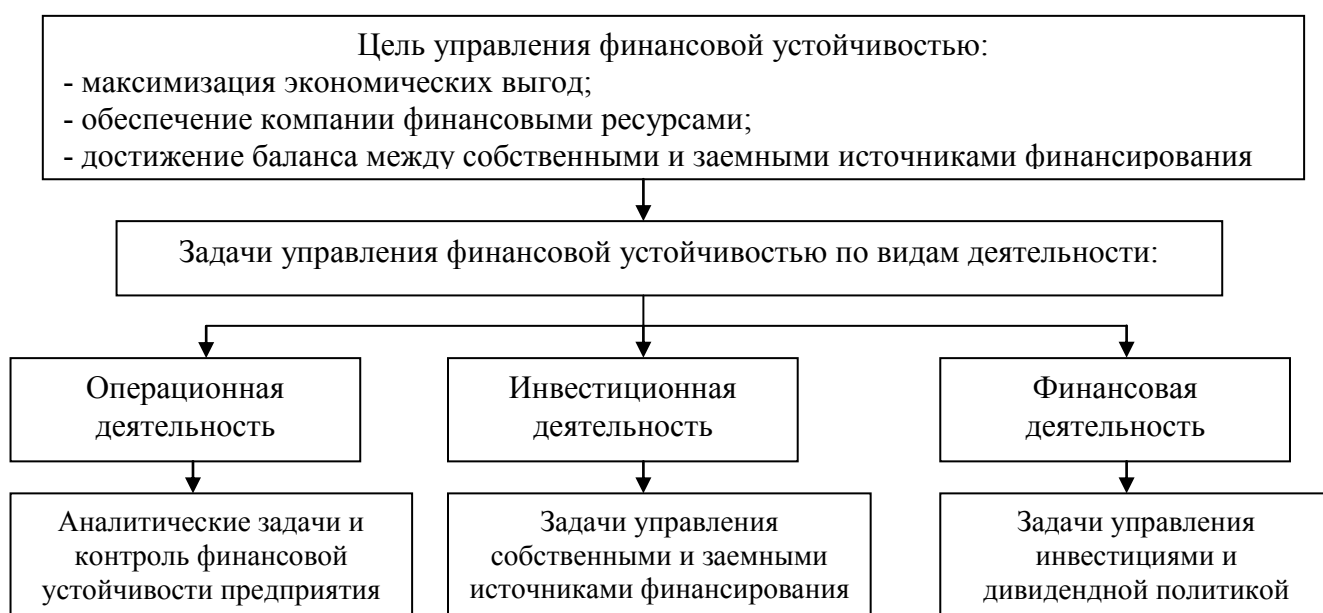 Цель управления финансовой устойчивостью:
- максимизация экономических выгод;
- обеспечение компании финансовыми ресурсами;
- достижение баланса между собственными и заемными источниками финансирования
Задачи управления финансовой устойчивостью по видам деятельности:
Операционная
деятельность
Инвестиционная
деятельность
Финансовая
деятельность
Аналитические задачи и
контроль финансовой
устойчивости предприятия
Задачи управления
собственными и заемными
источниками финансирования
Задачи управления
инвестициями и
дивидендной политикой